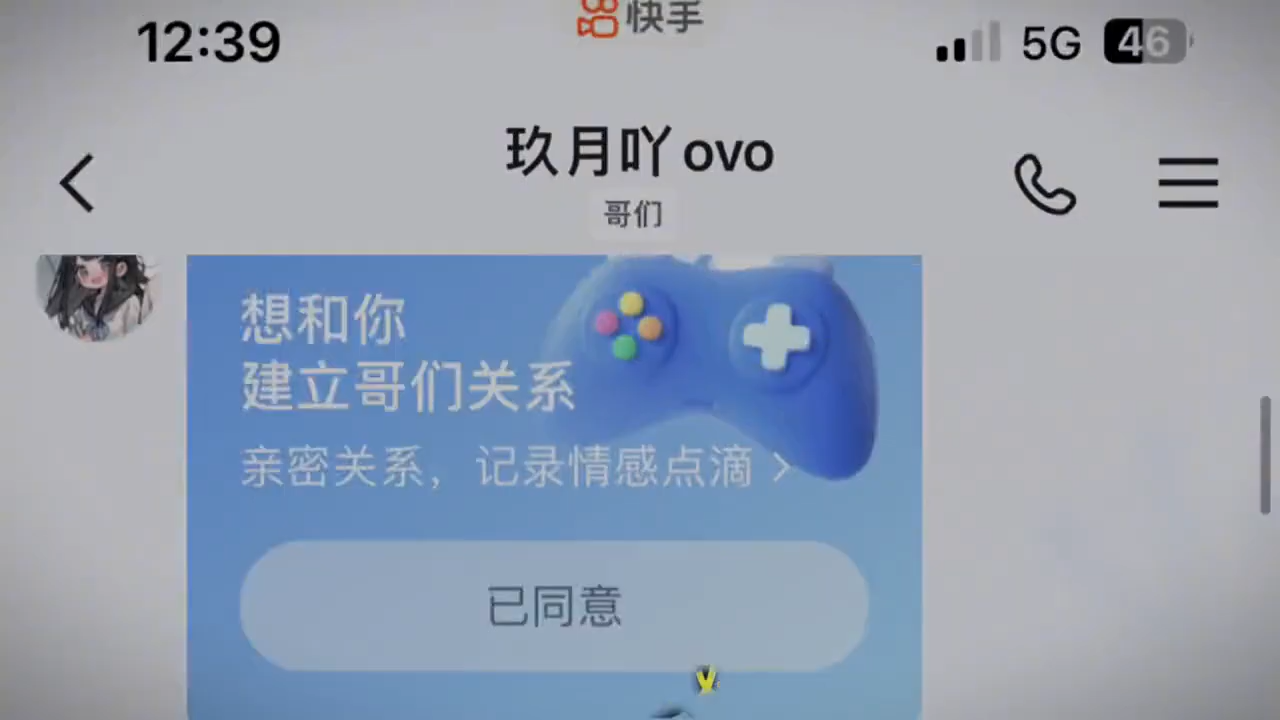 快手
12:39
5G
46
玖月吖ovo
哥们
想和你
建立哥们关系
亲密关系，记录情感点滴 >
已同意
y